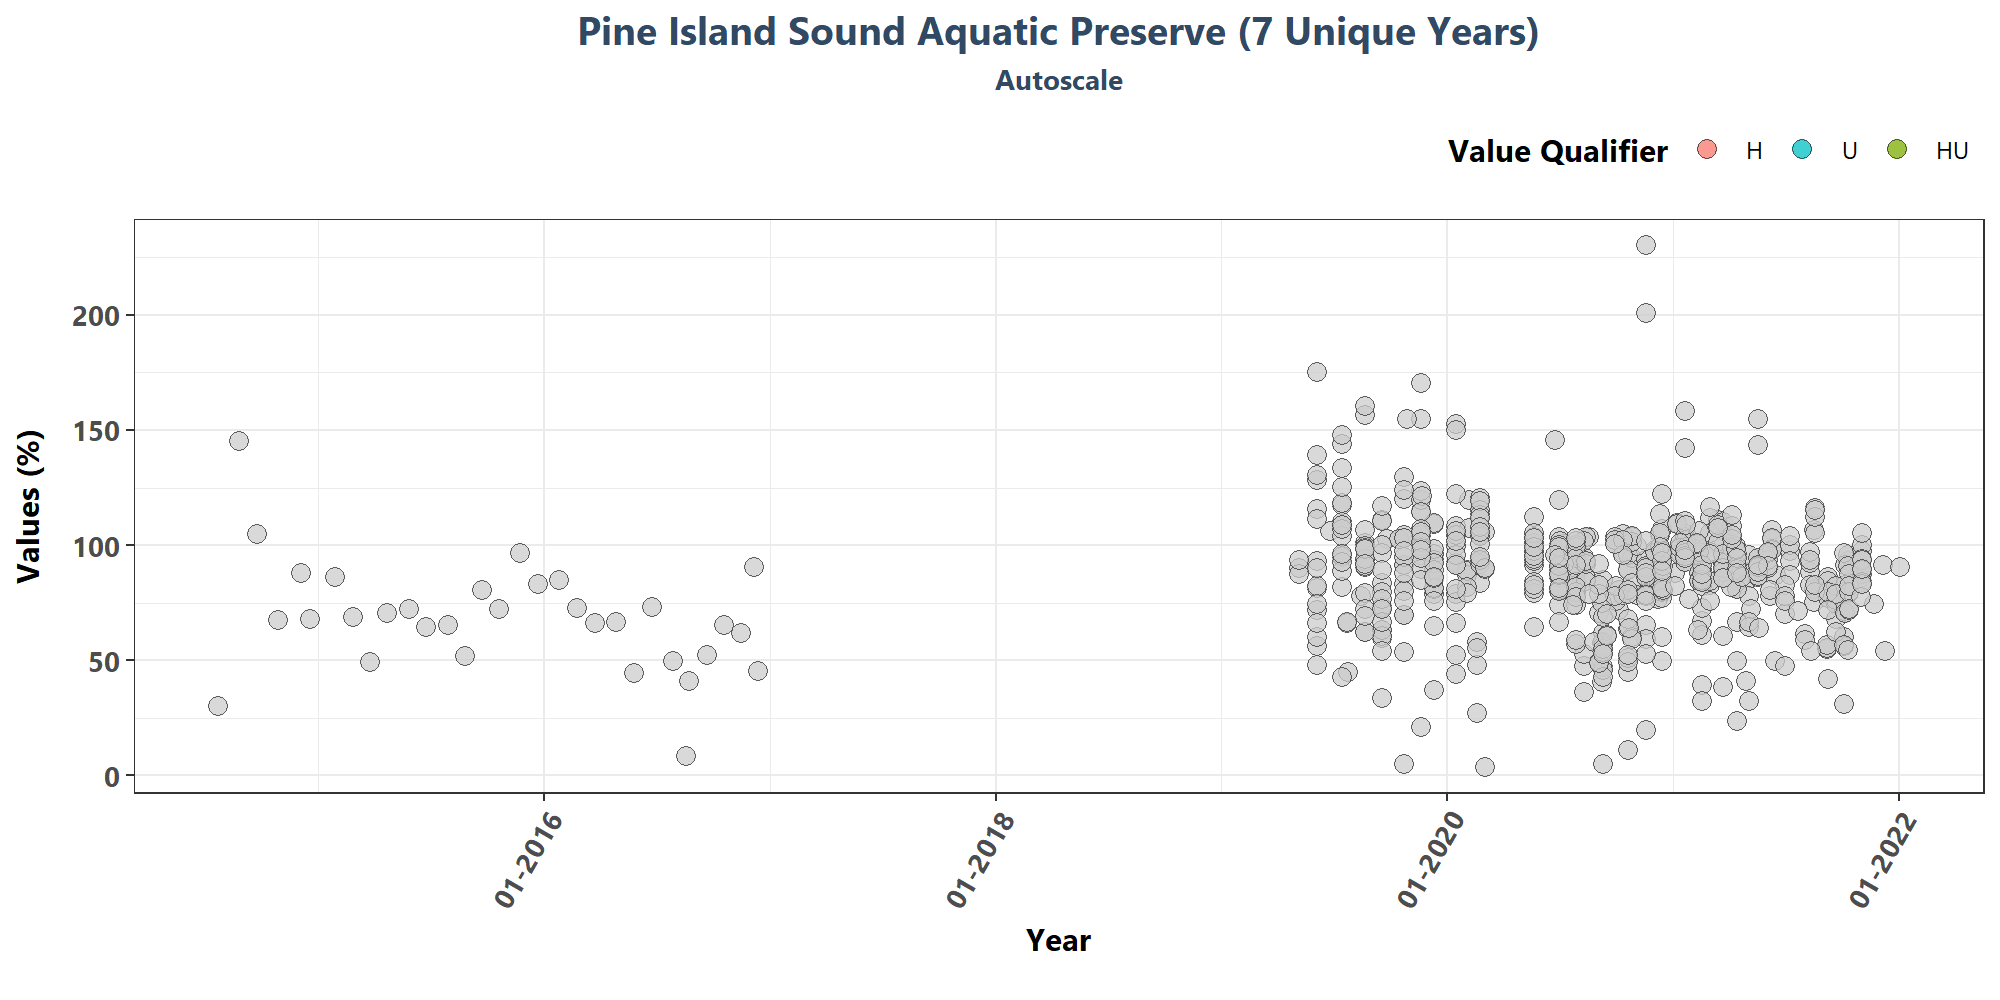 Pine Island Sound Aquatic Preserve (7 Unique Years)
Autoscale
Value Qualifier H U HU
Values (%)
200
150
100
50
0
01-2016 01-2018 01-2020 01-2022
Year